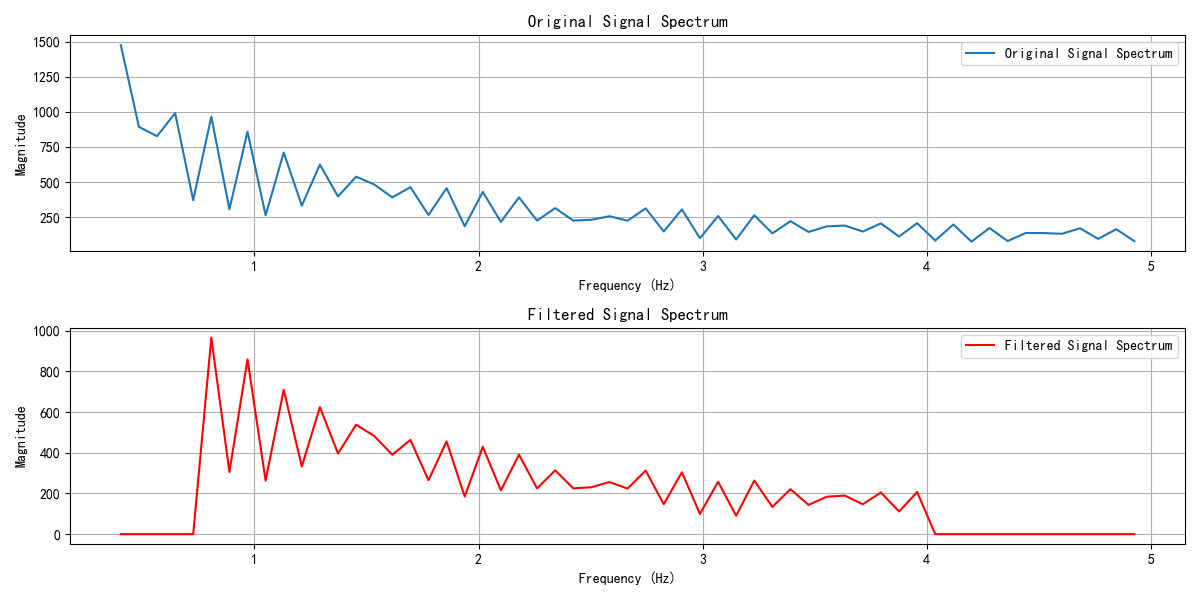 Original Signal Spectrum
1500
1250
1000
750
500
250
Magnitude
Original Signal Spectrum
1 2 3 4 5
Frequency (Hz)
Filtered Signal Spectrum
1000
800
600
400
200
0
Magnitude
Filtered Signal Spectrum
1 2 3 4 5
Frequency (Hz)